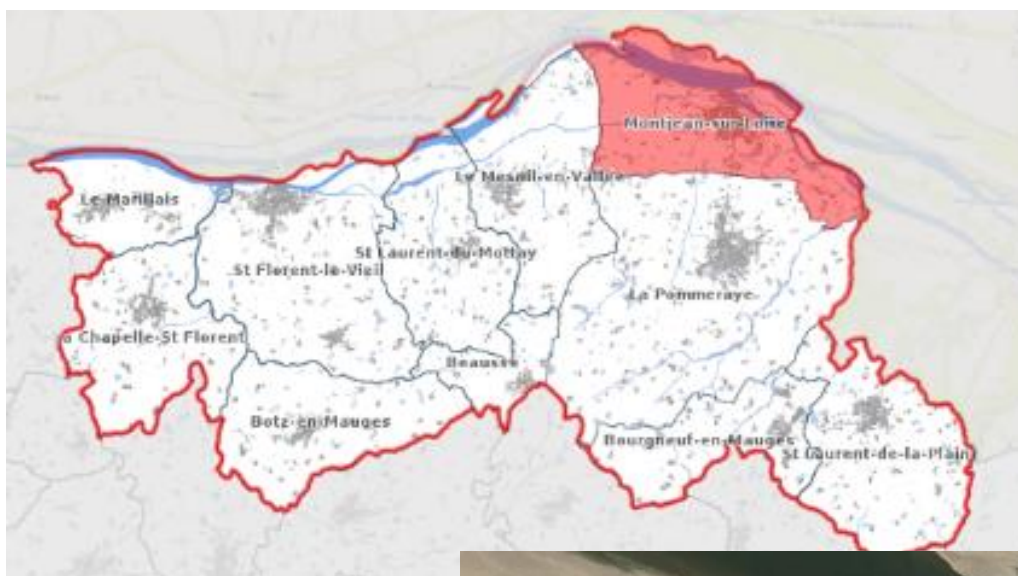 Montjean-sur-Loire
Le Mesnil-en-Vallée
Le Marillais
St Laurent-du-Mottay
St Florent-le-Vieil
La Pommeraye
a Chapelle-St Florent
Beausse
Botz-en-Mauges
Bourgneuf-en-Mauges
St Laurent-de-la-Plain